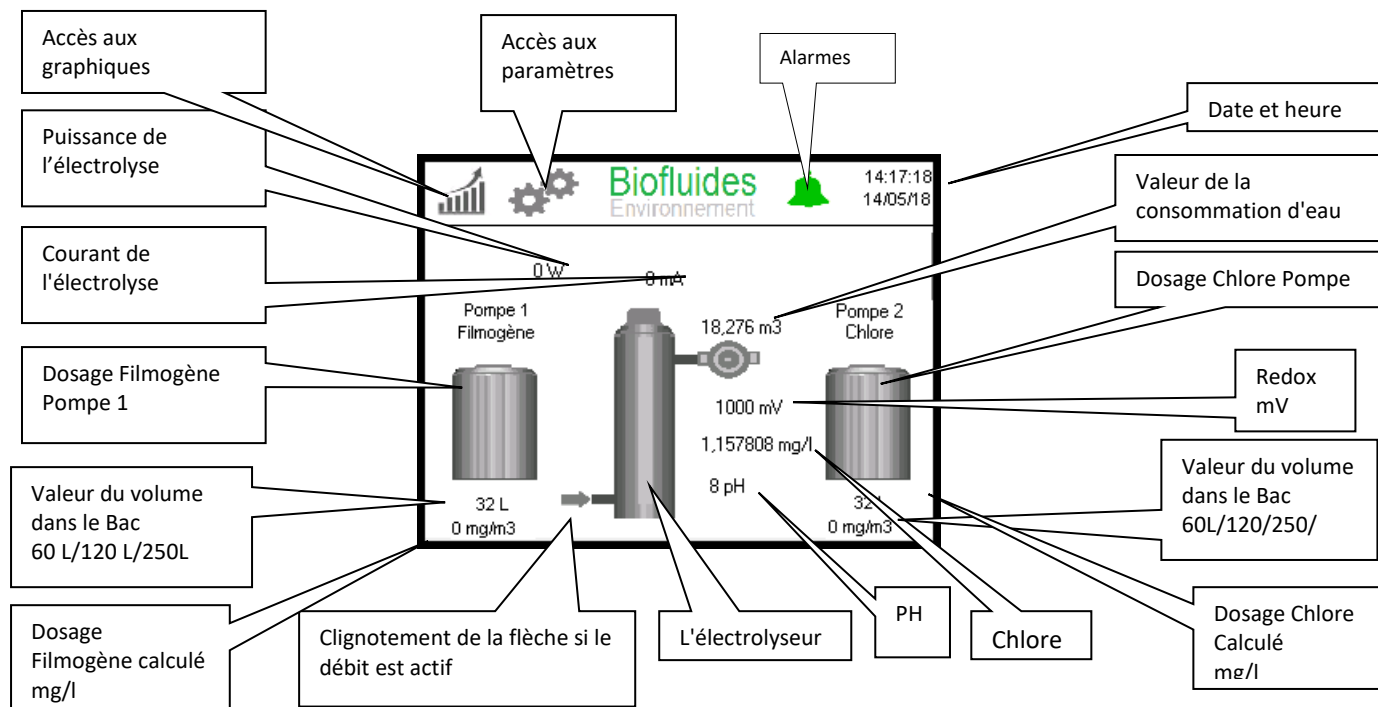 Accès aux
graphiques
Accès aux
paramètres
Alarmes
Date et heure
Puissance de
l’électrolyse
Valeur de la
consommation d'eau
Courant de
l'électrolyse
Dosage Chlore Pompe
Dosage Filmogène
Pompe 1
Redox
mV
Valeur du volume
dans le Bac
60 L/120 L/250L
Valeur du volume
dans le Bac
60L/120/250/
Dosage
Filmogène calculé
mg/l
Clignotement de la flèche si le
débit est actif
L'électrolyseur
PH
Chlore
Dosage Chlore
Calculé
mg/l
Biofluides
Environnement
14:17:18
14/05/18
0 W
8 mA
Pompe 1
Filmogène
18,276 m3
Pompe 2
Chlore
1000 mV
1,157808 mg/l
8 pH
32 L
0 mg/m3
32 L
0 mg/m3